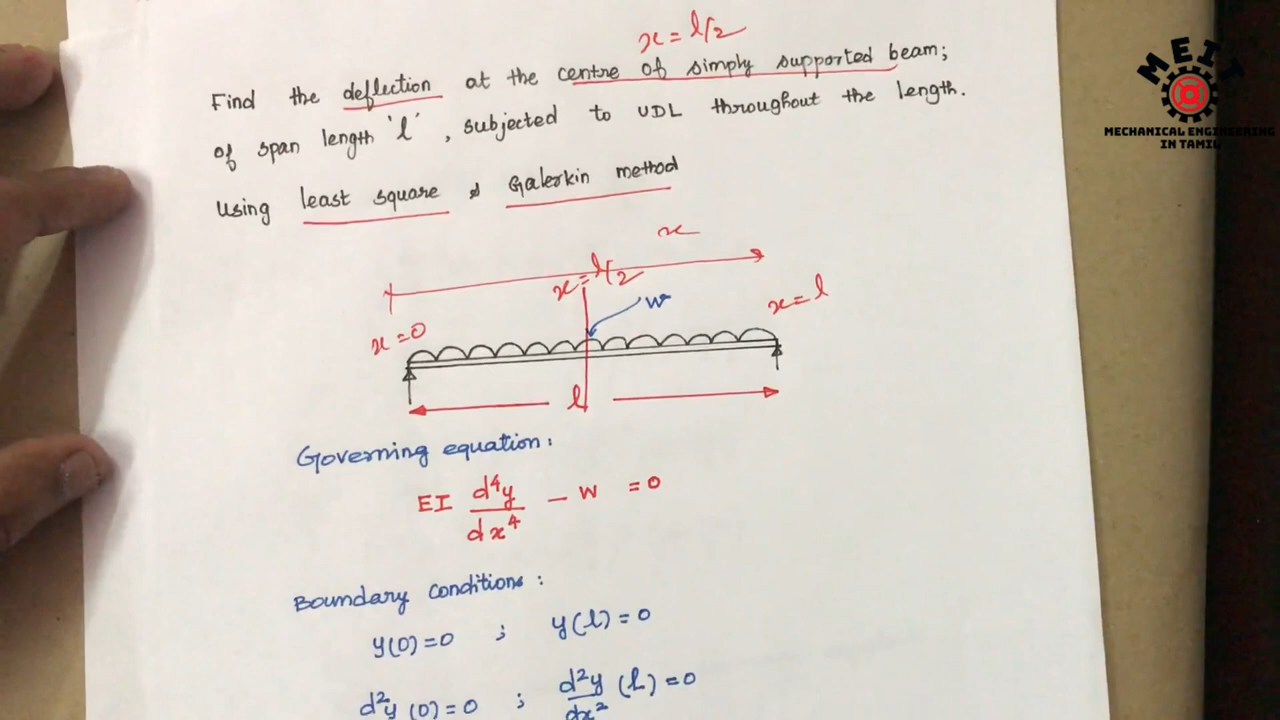 x = l/2
Find the deflection at the centre of simply supported beam;
of span length 'l', subjected to UDL throughout the length.
Using least square & Galerkin method
x
x = l/2
w
x = 0
x = l
l
Governing equation:
EI d⁴y/dx⁴ - w = 0
Boundary conditions:
y(0) = 0 ; y(l) = 0
d²y (0) = 0 ; d²y/dx² (l) = 0
MEIT
MECHANICAL ENGINEERING
IN TAMIL